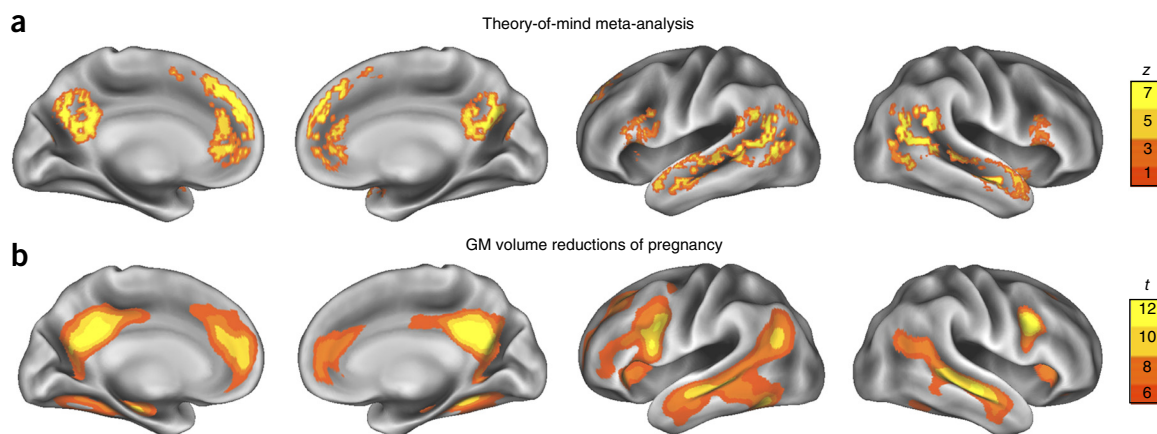 a
Theory-of-mind meta-analysis
z
7
5
3
1
b
GM volume reductions of pregnancy
t
12
10
8
6